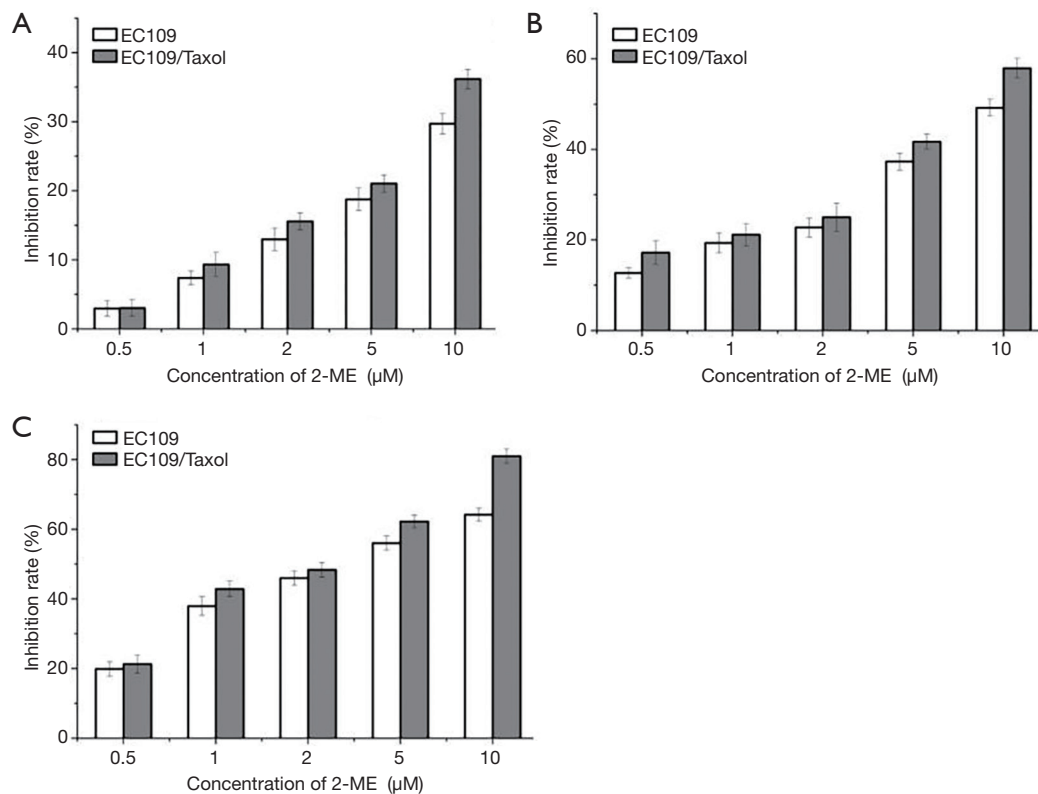 A
EC109
EC109/Taxol
40
30
20
10
0
Inhibition rate (%)
0.5 1 2 5 10
Concentration of 2-ME (μM)
B
EC109
EC109/Taxol
60
40
20
0
Inhibition rate (%)
0.5 1 2 5 10
Concentration of 2-ME (μM)
C
EC109
EC109/Taxol
80
60
40
20
0
Inhibition rate (%)
0.5 1 2 5 10
Concentration of 2-ME (μM)